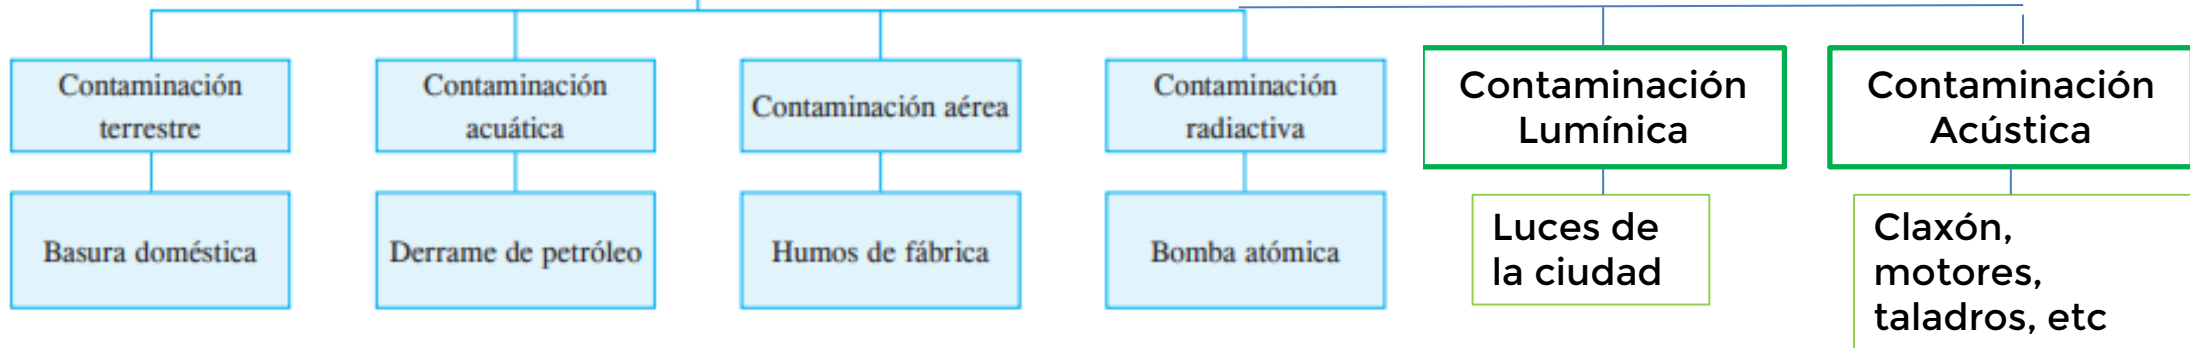 Contaminación
terrestre
Contaminación
acuática
Contaminación aérea
Contaminación
radiactiva
Contaminación
Lumínica
Contaminación
Acústica
Basura doméstica
Derrame de petróleo
Humos de fábrica
Bomba atómica
Luces de
la ciudad
Claxón,
motores,
taladros, etc